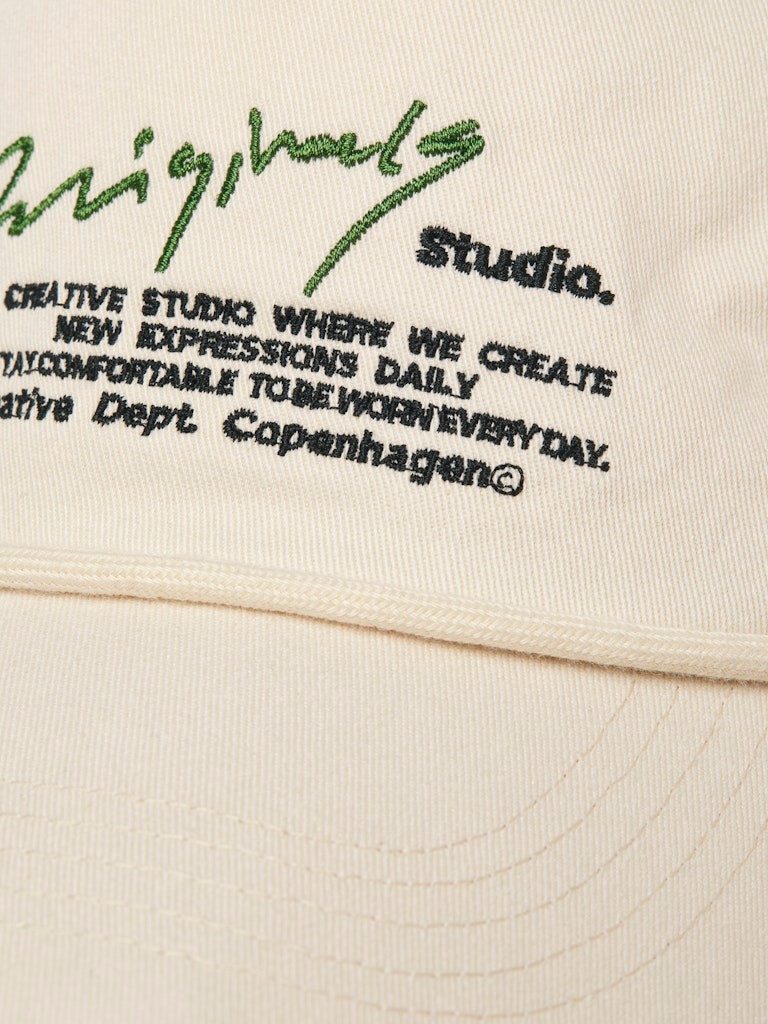 Originals
studio.
CREATIVE STUDIO WHERE WE CREATE
NEW EXPRESSIONS DAILY
TAY.COMFORTABLE TO BE WORN EVERY DAY.
ative Dept. Copenhagen©